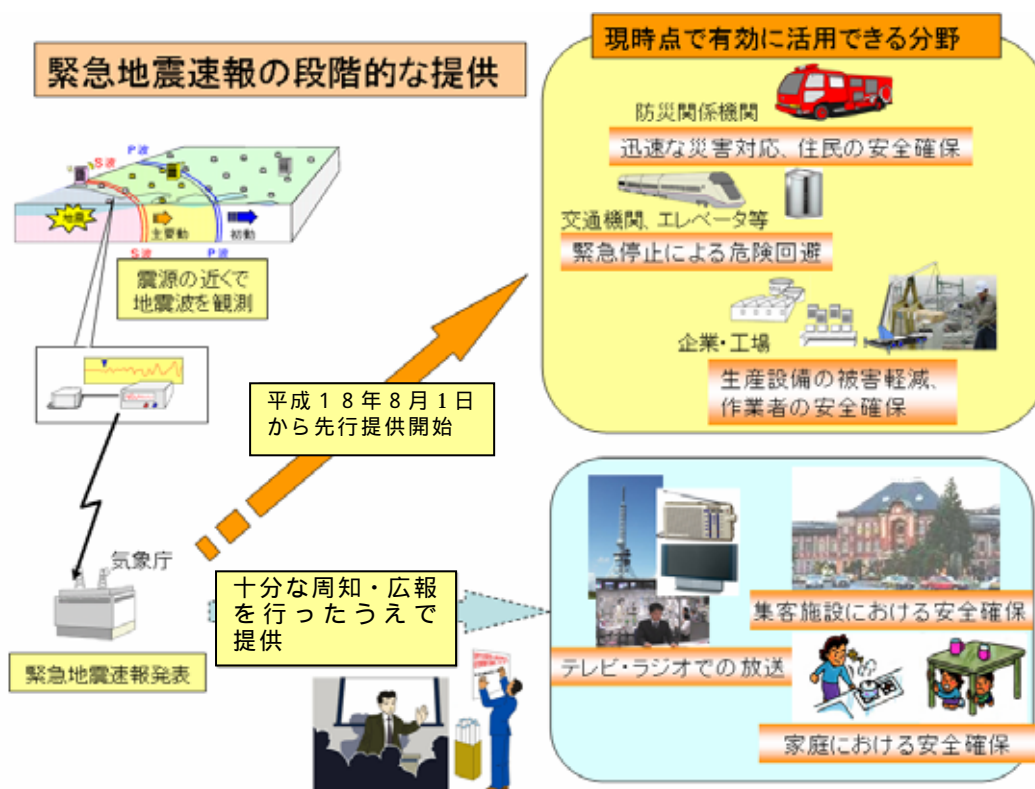 緊急地震速報の段階的な提供
S波
P波
地震
主要動
初動
S波
P波
震源の近くで
地震波を観測
気象庁
緊急地震速報発表
平成18年8月1日
から先行提供開始
十分な周知・広報
を行ったうえで
提供
現時点で有効に活用できる分野
防災関係機関
迅速な災害対応、住民の安全確保
交通機関、エレベータ等
緊急停止による危険回避
企業・工場
生産設備の被害軽減、
作業者の安全確保
テレビ・ラジオでの放送
集客施設における安全確保
家庭における安全確保